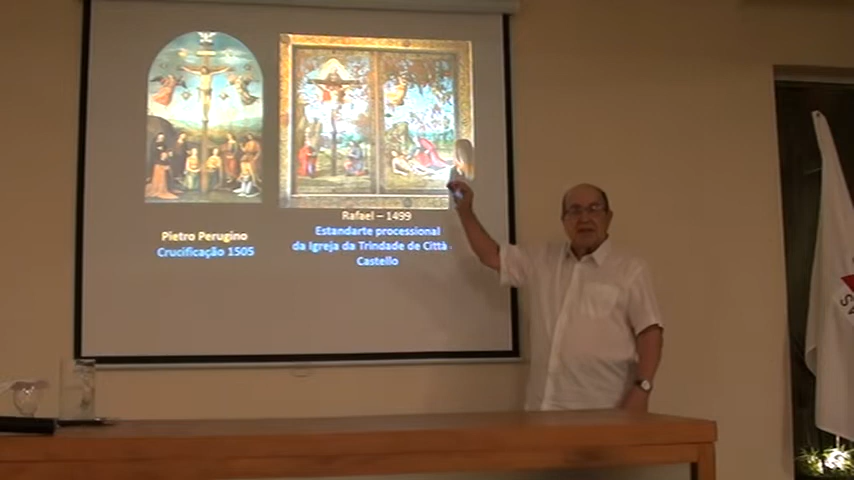 Pietro Perugino
Crucificação 1505
Rafael – 1499
Estandarte processional
da Igreja da Trindade de Città
Castello